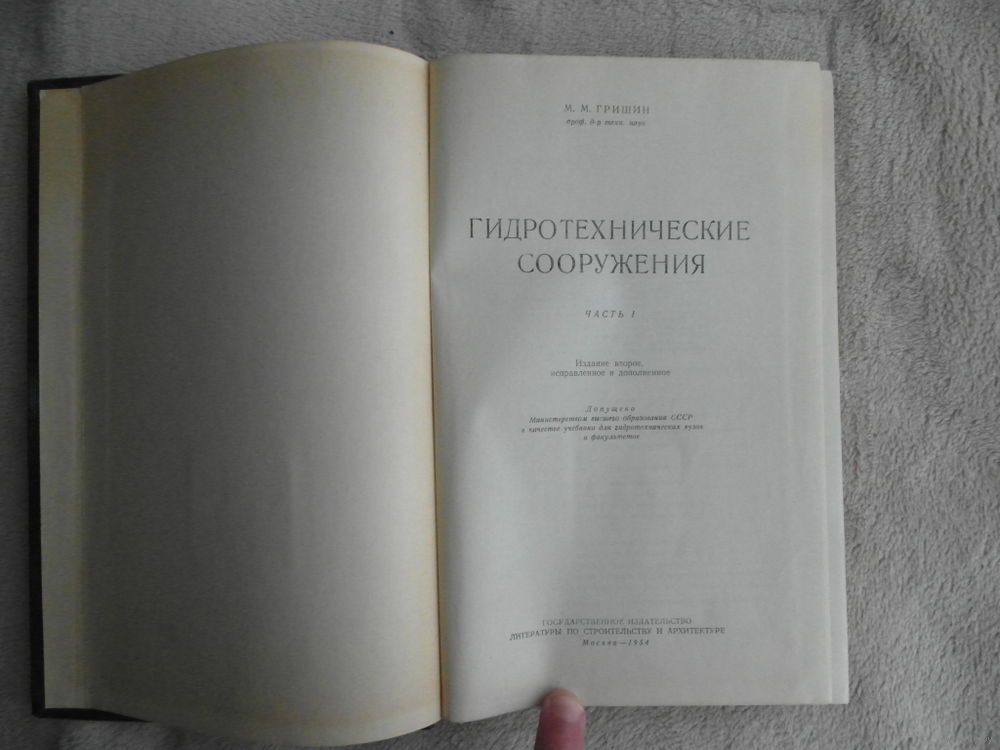 М. М. ГРИШИН
проф. д-р техн. наук
ГИДРОТЕХНИЧЕСКИЕ
СООРУЖЕНИЯ
ЧАСТЬ I
Издание второе,
исправленное и дополненное
Допущено
Министерством высшего образования СССР
в качестве учебника для гидротехнических вузов
и факультетов
ГОСУДАРСТВЕННОЕ ИЗДАТЕЛЬСТВО
ЛИТЕРАТУРЫ ПО СТРОИТЕЛЬСТВУ И АРХИТЕКТУРЕ
Москва — 1954